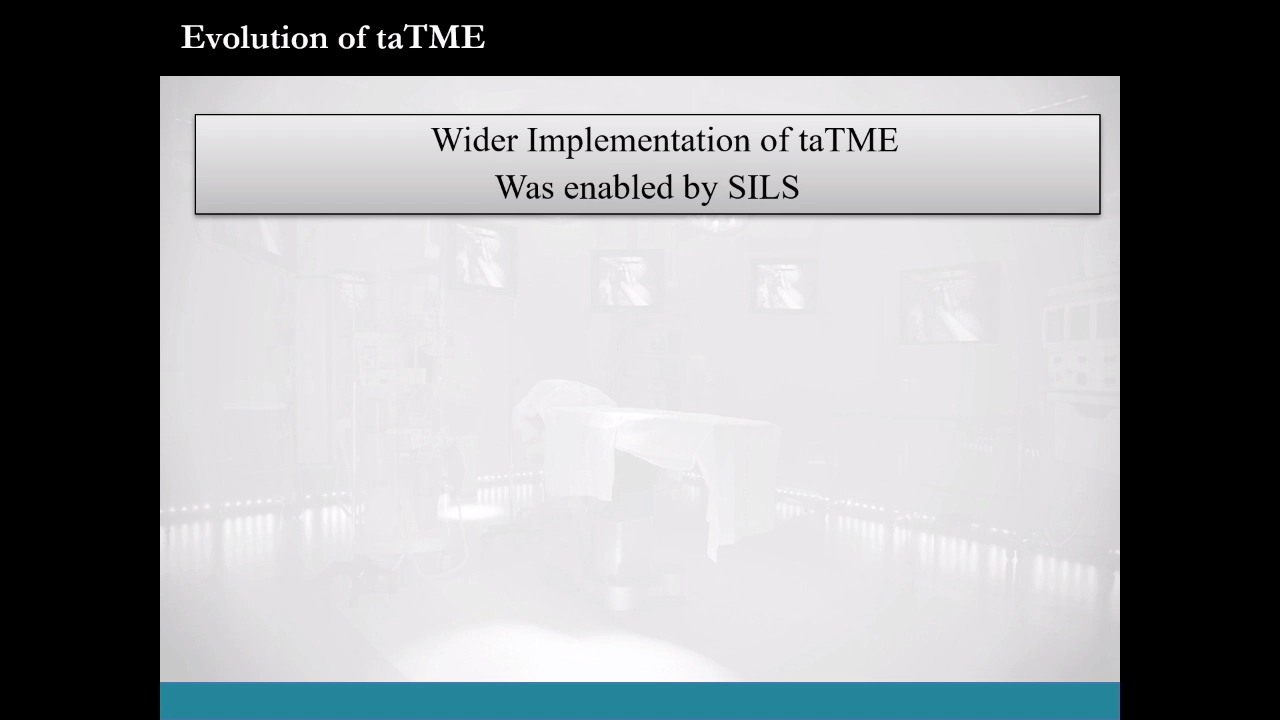 Evolution of taTME
Wider Implementation of taTME
Was enabled by SILS